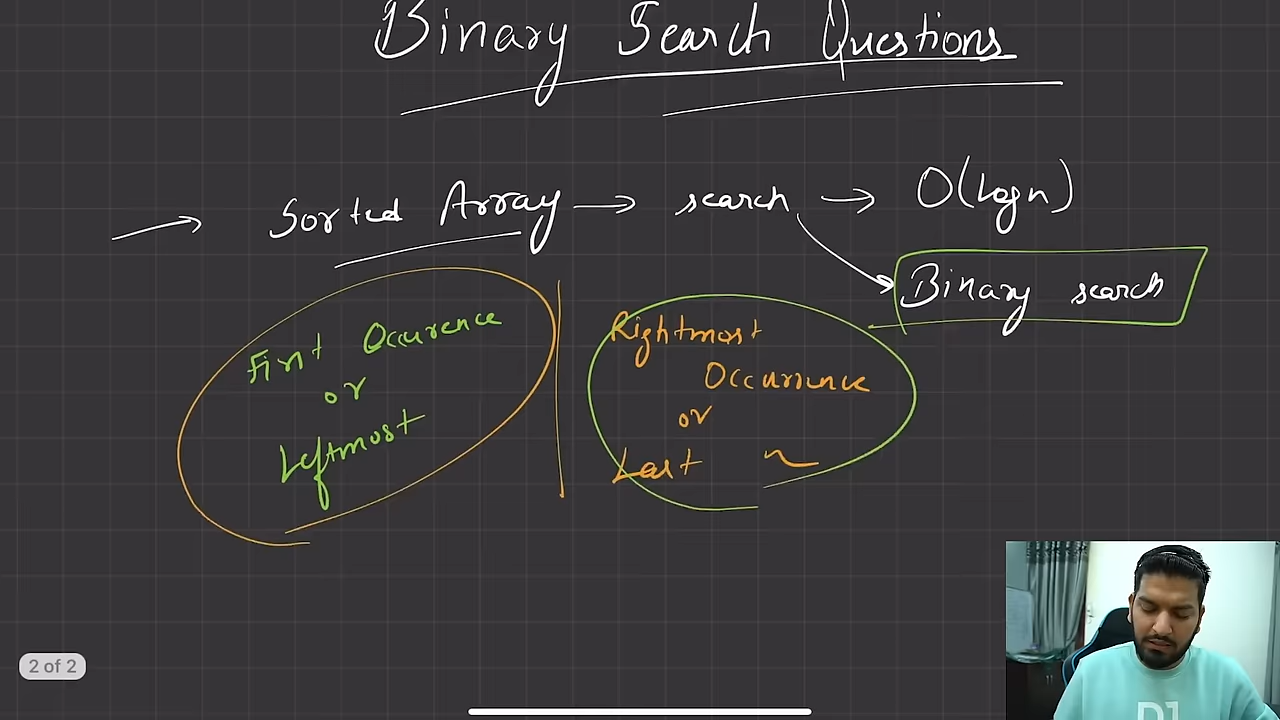 Binary Search Questions
→ Sorted Array → search → O(logn)
Binary search
First Occurence
or
Leftmost
Rightmost
Occurrence
or
Last ~
2 of 2